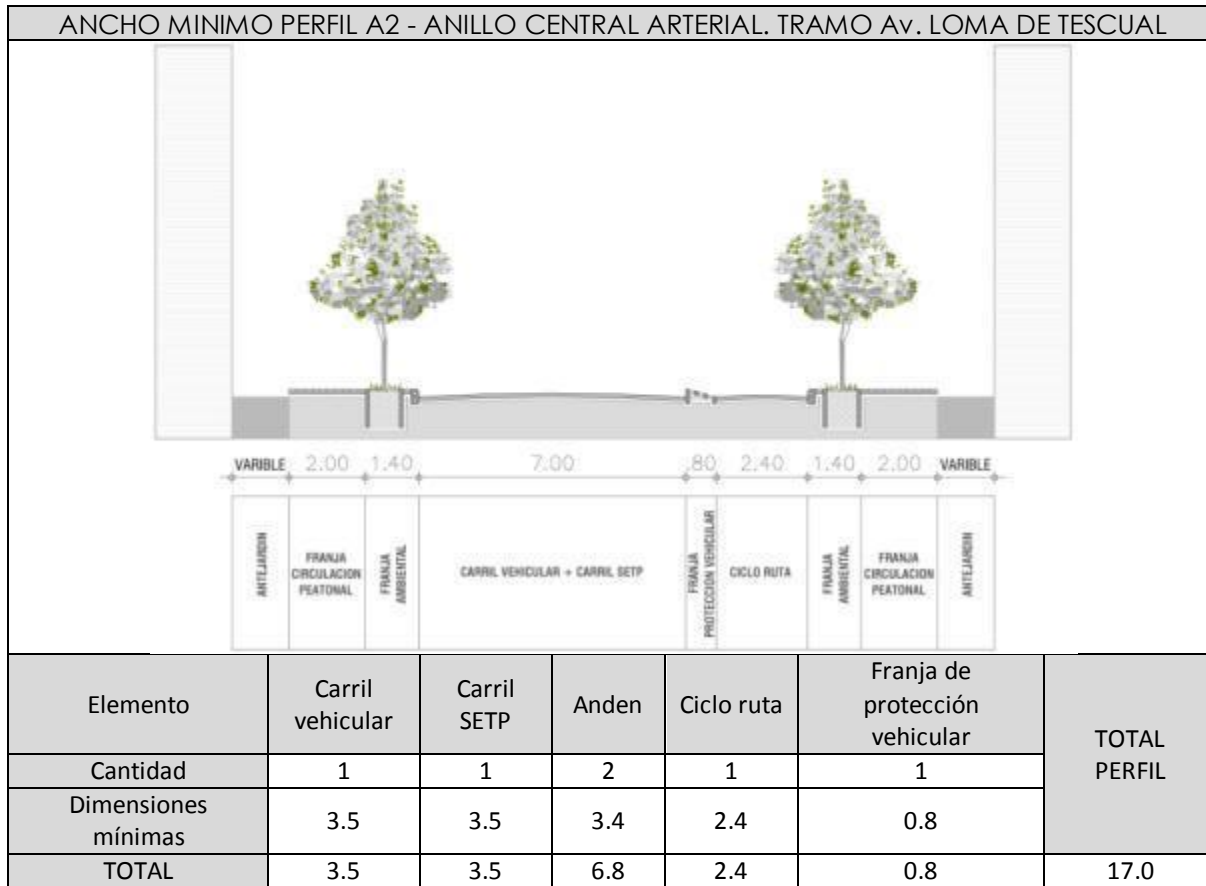 ANCHO MINIMO PERFIL A2 - ANILLO CENTRAL ARTERIAL. TRAMO Av. LOMA DE TESCUAL
VARIBLE 2.00 1.40 7.00 .80 2.40 1.40 2.00 VARIBLE
ANTEJARDIN
FRANJA
CIRCULACION
PEATONAL
FRANJA
AMBIENTAL
CARRIL VEHICULAR + CARRIL SETP
FRANJA
PROTECCION VEHICULAR
CICLO RUTA
FRANJA
AMBIENTAL
FRANJA
CIRCULACION
PEATONAL
ANTEJARDIN
Elemento
Carril
vehicular
Carril
SETP
Anden
Ciclo ruta
Franja de
protección
vehicular
TOTAL
PERFIL
Cantidad 1 1 2 1 1
Dimensiones
mínimas
3.5 3.5 3.4 2.4 0.8
TOTAL 3.5 3.5 6.8 2.4 0.8 17.0